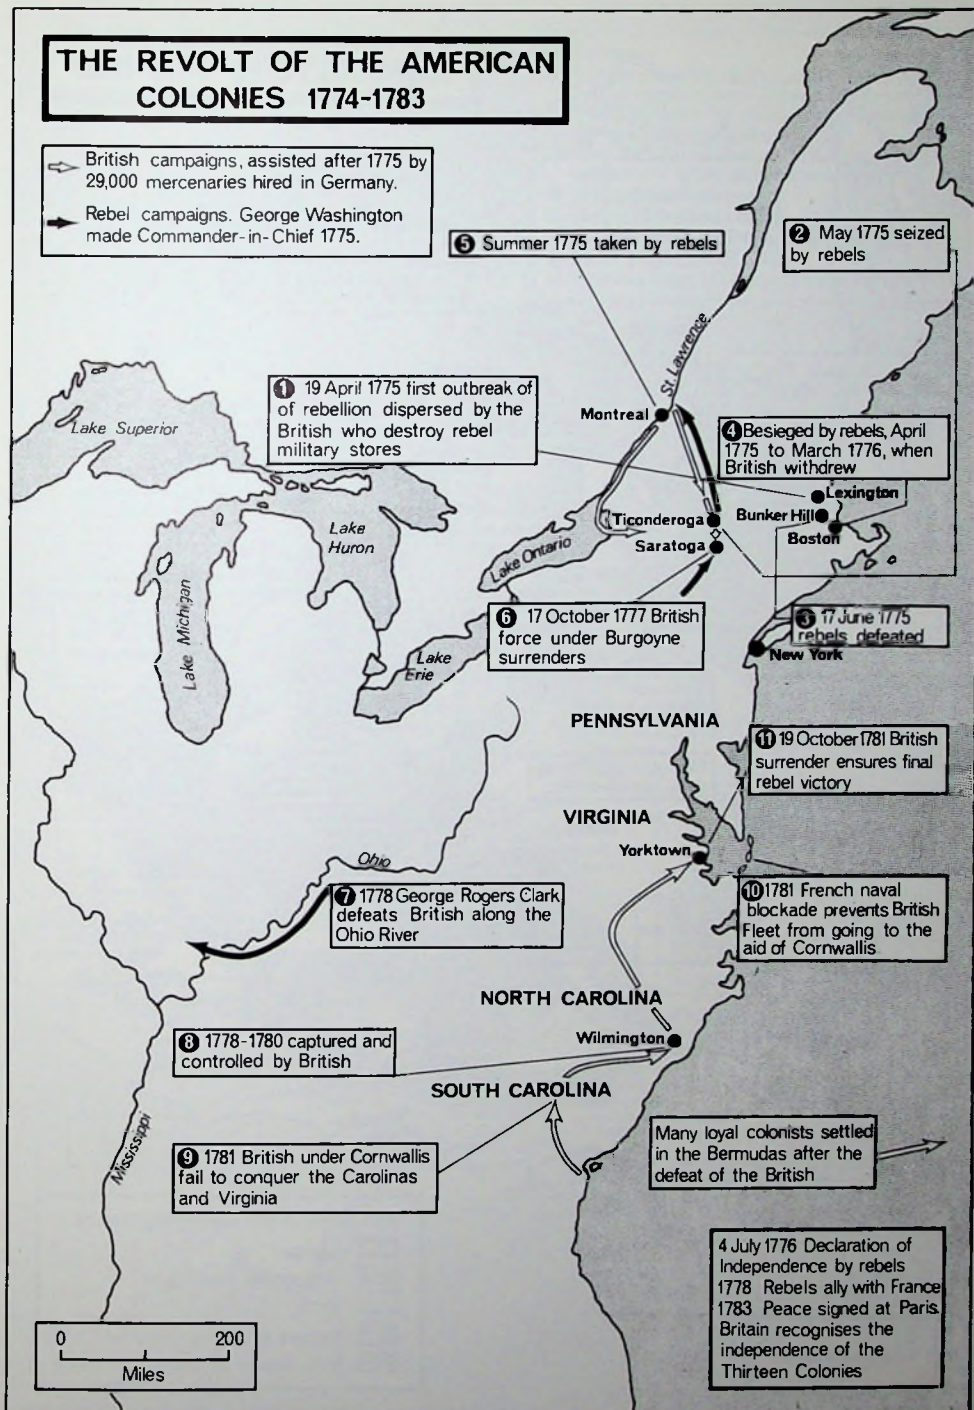 THE REVOLT OF THE AMERICAN
COLONIES 1774-1783
British campaigns, assisted after 1775 by
29,000 mercenaries hired in Germany.
Rebel campaigns. George Washington
made Commander-in-Chief 1775.
5 Summer 1775 taken by rebels
2 May 1775 seized
by rebels
St. Lawrence
1 19 April 1775 first outbreak of
of rebellion dispersed by the
British who destroy rebel
military stores
Montreal
4 Besieged by rebels, April
1775 to March 1776, when
British withdrew
Lake Superior
Lexington
Bunker Hill
Boston
Ticonderoga
Saratoga
Lake
Huron
Lake Ontario
Lake Michigan
6 17 October 1777 British
force under Burgoyne
surrenders
3 17 June 1775
rebels defeated
New York
Lake
Erie
PENNSYLVANIA
11 19 October 1781 British
surrender ensures final
rebel victory
VIRGINIA
Yorktown
Ohio
7 1778 George Rogers Clark
defeats British along the
Ohio River
10 1781 French naval
blockade prevents British
Fleet from going to the
aid of Cornwallis
NORTH CAROLINA
Wilmington
8 1778-1780 captured and
controlled by British
SOUTH CAROLINA
Mississippi
9 1781 British under Cornwallis
fail to conquer the Carolinas
and Virginia
Many loyal colonists settled
in the Bermudas after the
defeat of the British
4 July 1776 Declaration of
Independence by rebels
1778 Rebels ally with France
1783 Peace signed at Paris.
Britain recognises the
independence of the
Thirteen Colonies
0 200
Miles